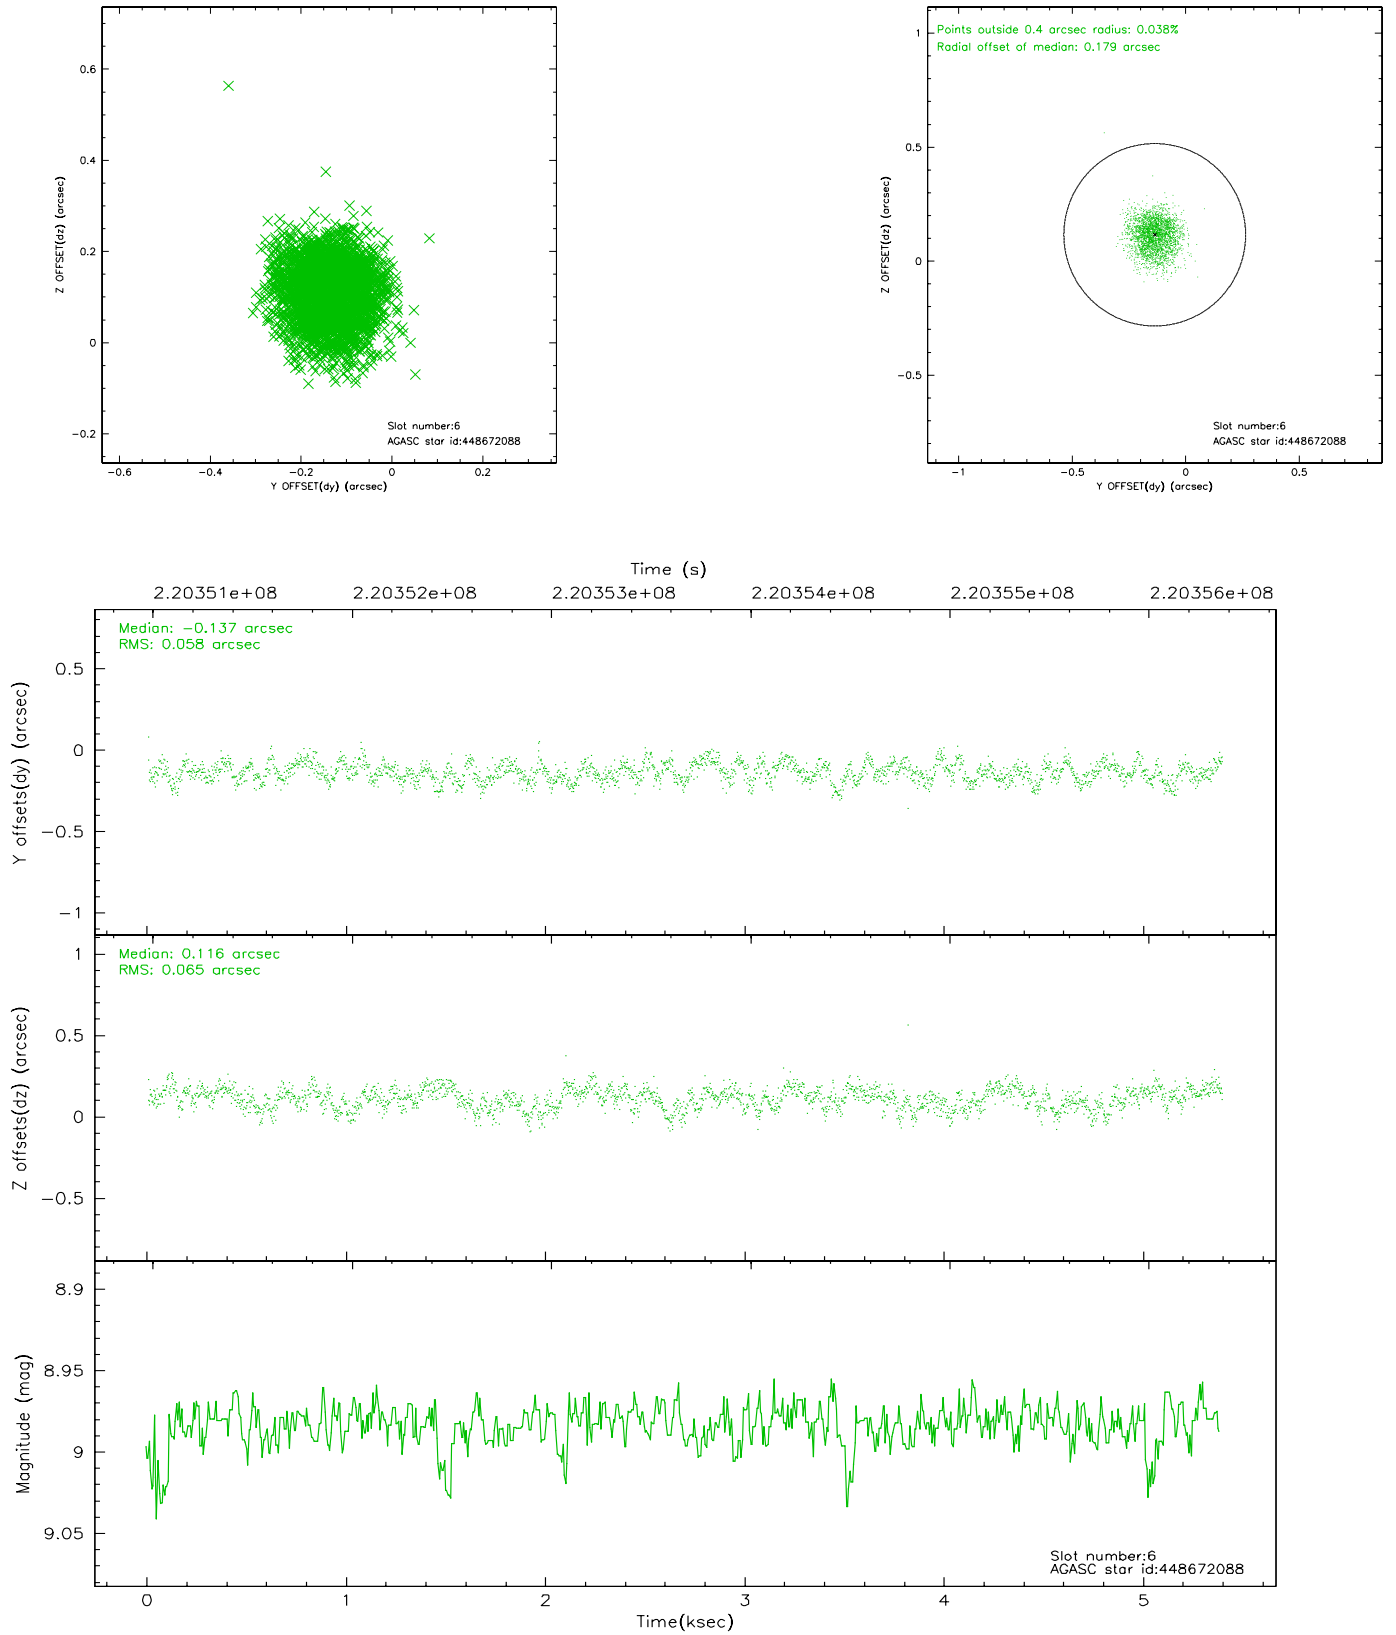 0.6
0.4
0.2
0
−0.2
Z OFFSET(dz) (arcsec)
Slot number:6
AGASC star id:448672088
−0.6 −0.4 −0.2 0 0.2
Y OFFSET(dy) (arcsec)
Points outside 0.4 arcsec radius: 0.038%
Radial offset of median: 0.179 arcsec
1
0.5
0
−0.5
Z OFFSET(dz) (arcsec)
Slot number:6
AGASC star id:448672088
−1 −0.5 0 0.5
Y OFFSET(dy) (arcsec)
Time (s)
2.20351e+08 2.20352e+08 2.20353e+08 2.20354e+08 2.20355e+08 2.20356e+08
Median: −0.137 arcsec
RMS: 0.058 arcsec
0.5
0
−0.5
−1
Y offsets(dy) (arcsec)
Median: 0.116 arcsec
RMS: 0.065 arcsec
1
0.5
0
−0.5
Z offsets(dz) (arcsec)
8.9
8.95
9
9.05
Magnitude (mag)
Slot number:6
AGASC star id:448672088
0 1 2 3 4 5
Time(ksec)